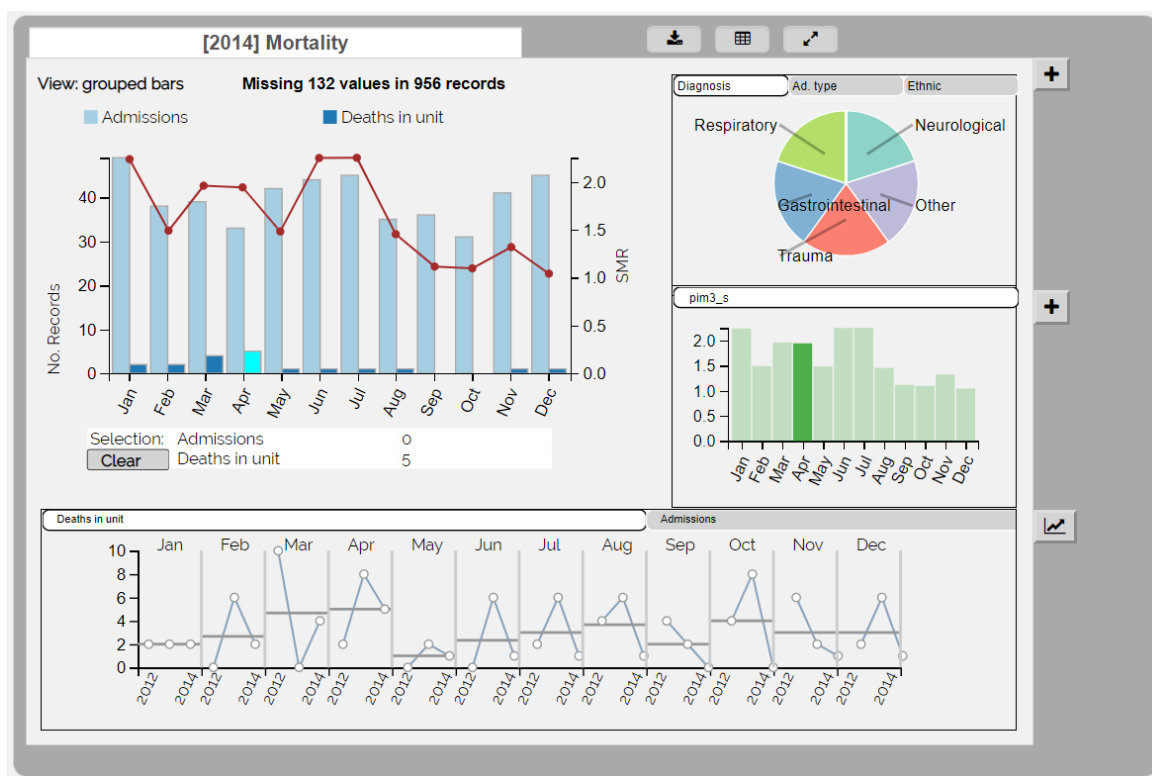 [2014] Mortality
View: grouped bars
Missing 132 values in 956 records
Admissions
Deaths in unit
No. Records
40
30
20
10
0
2.0
1.5
1.0
0.5
0.0
SMR
Jan Feb Mar Apr May Jun Jul Aug Sep Oct Nov Dec
Selection: Admissions 0
Clear Deaths in unit 5
Diagnosis Ad. type Ethnic
Respiratory
Neurological
Gastrointestinal
Other
Trauma
pim3_s
2.0
1.5
1.0
0.5
0.0
Jan Feb Mar Apr May Jun Jul Aug Sep Oct Nov Dec
Deaths in unit Admissions
Jan Feb Mar Apr May Jun Jul Aug Sep Oct Nov Dec
10
8
6
4
2
0
2012 2014 2012 2014 2012 2014 2012 2014 2012 2014 2012 2014 2012 2014 2012 2014 2012 2014 2012 2014 2012 2014 2012 2014